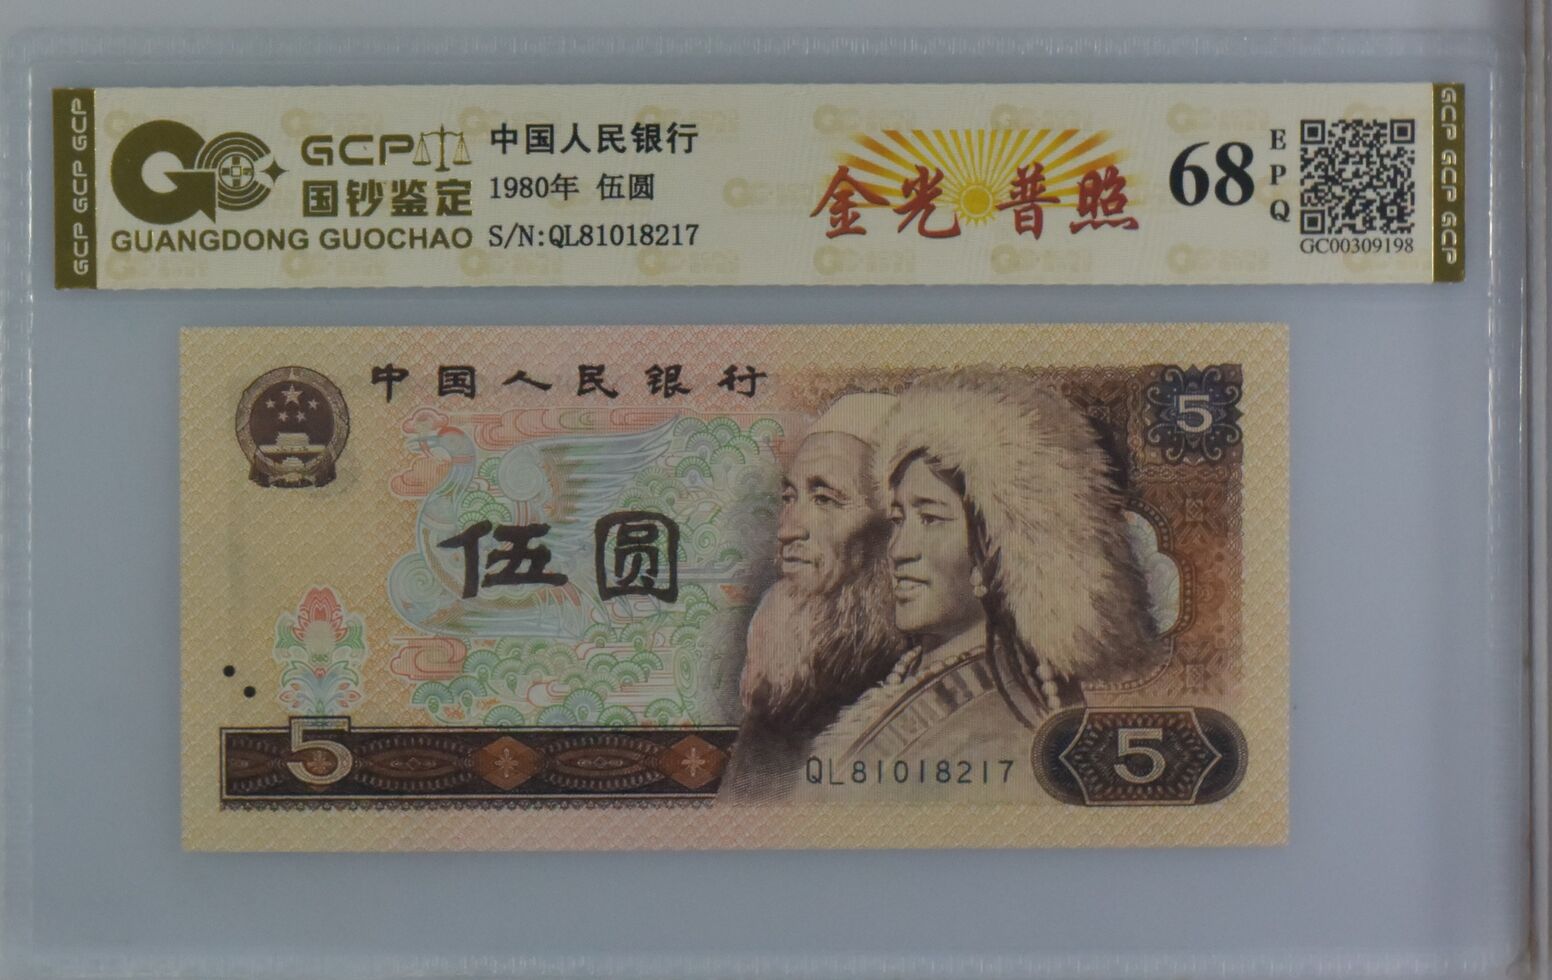 GCP GCP GCP
GCP
国钞鉴定
GUANGDONG GUOCHAO
中国人民银行
1980年 伍圆
S/N:QL81018217
金光普照
68
EPQ
GC00309198
GCP GCP GCP
中国人民银行
5
伍圆
5
QL81018217
5